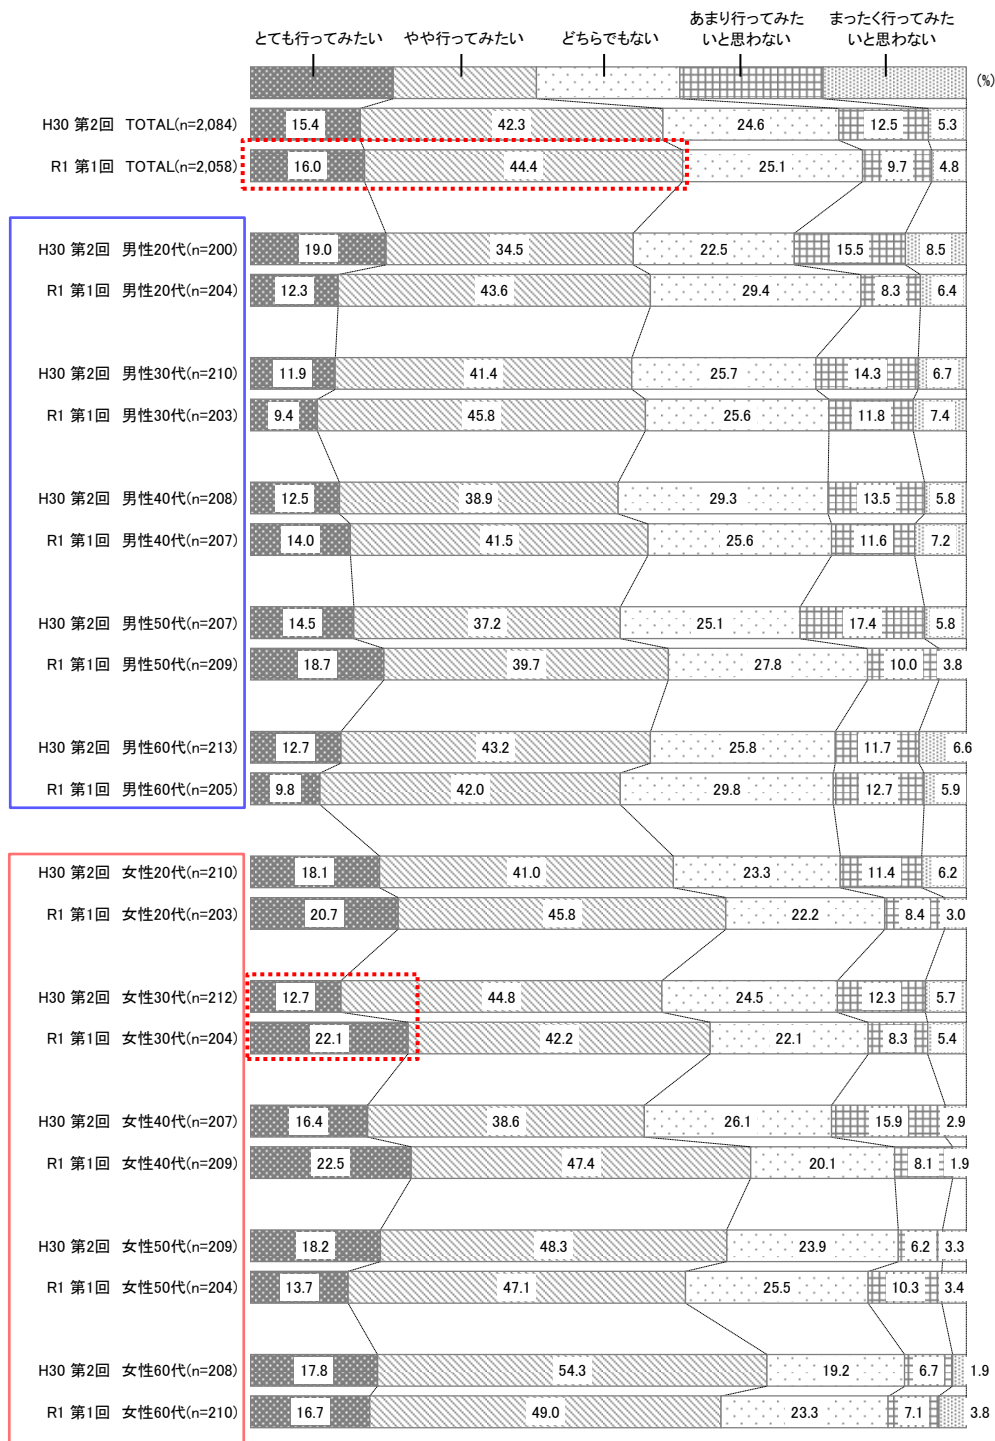 とても行ってみたい やや行ってみたい どちらでもない あまり行ってみた まったく行ってみた
いと思わない いと思わない
(%)
H30 第2回 TOTAL(n=2,084) 15.4 42.3 24.6 12.5 5.3
R1 第1回 TOTAL(n=2,058) 16.0 44.4 25.1 9.7 4.8
H30 第2回 男性20代(n=200) 19.0 34.5 22.5 15.5 8.5
R1 第1回 男性20代(n=204) 12.3 43.6 29.4 8.3 6.4
H30 第2回 男性30代(n=210) 11.9 41.4 25.7 14.3 6.7
R1 第1回 男性30代(n=203) 9.4 45.8 25.6 11.8 7.4
H30 第2回 男性40代(n=208) 12.5 38.9 29.3 13.5 5.8
R1 第1回 男性40代(n=207) 14.0 41.5 25.6 11.6 7.2
H30 第2回 男性50代(n=207) 14.5 37.2 25.1 17.4 5.8
R1 第1回 男性50代(n=209) 18.7 39.7 27.8 10.0 3.8
H30 第2回 男性60代(n=213) 12.7 43.2 25.8 11.7 6.6
R1 第1回 男性60代(n=205) 9.8 42.0 29.8 12.7 5.9
H30 第2回 女性20代(n=210) 18.1 41.0 23.3 11.4 6.2
R1 第1回 女性20代(n=203) 20.7 45.8 22.2 8.4 3.0
H30 第2回 女性30代(n=212) 12.7 44.8 24.5 12.3 5.7
R1 第1回 女性30代(n=204) 22.1 42.2 22.1 8.3 5.4
H30 第2回 女性40代(n=207) 16.4 38.6 26.1 15.9 2.9
R1 第1回 女性40代(n=209) 22.5 47.4 20.1 8.1 1.9
H30 第2回 女性50代(n=209) 18.2 48.3 23.9 6.2 3.3
R1 第1回 女性50代(n=204) 13.7 47.1 25.5 10.3 3.4
H30 第2回 女性60代(n=208) 17.8 54.3 19.2 6.7 1.9
R1 第1回 女性60代(n=210) 16.7 49.0 23.3 7.1 3.8